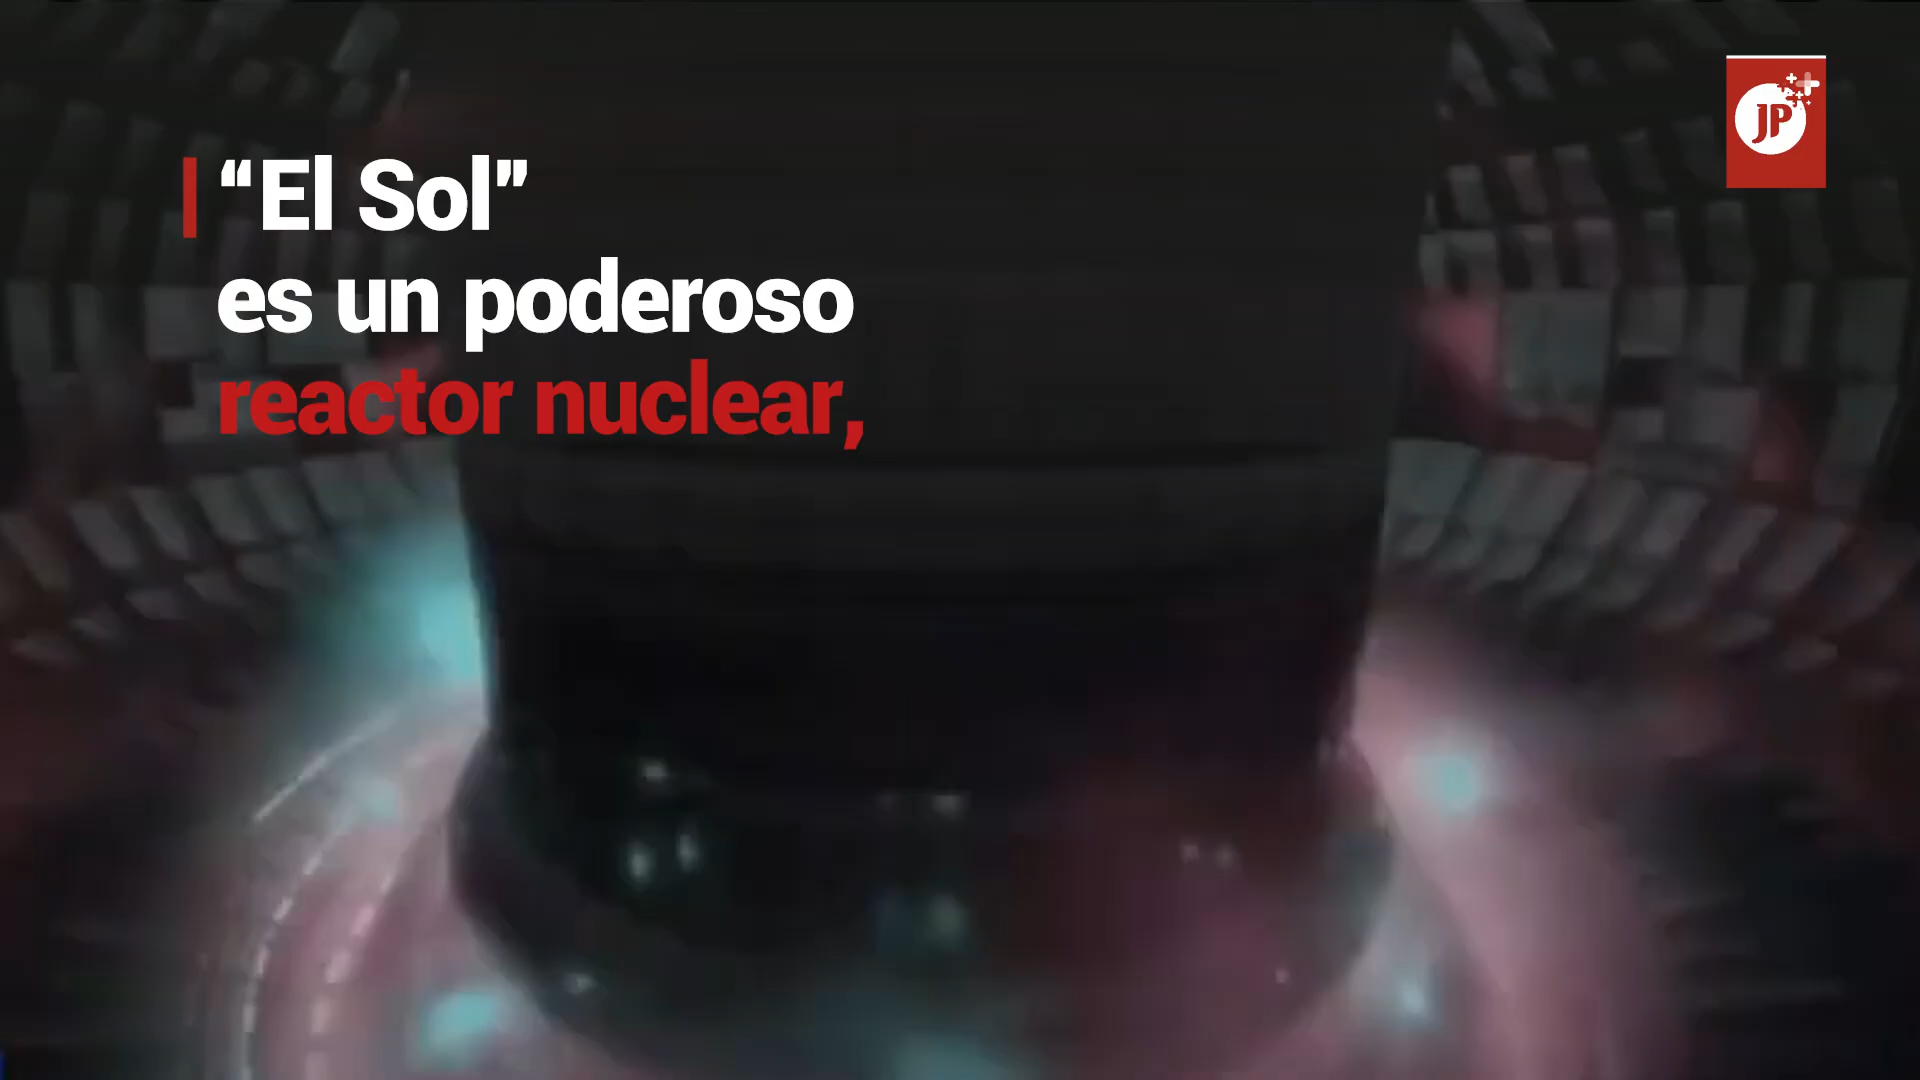 “El Sol”
es un poderoso
reactor nuclear,
JP